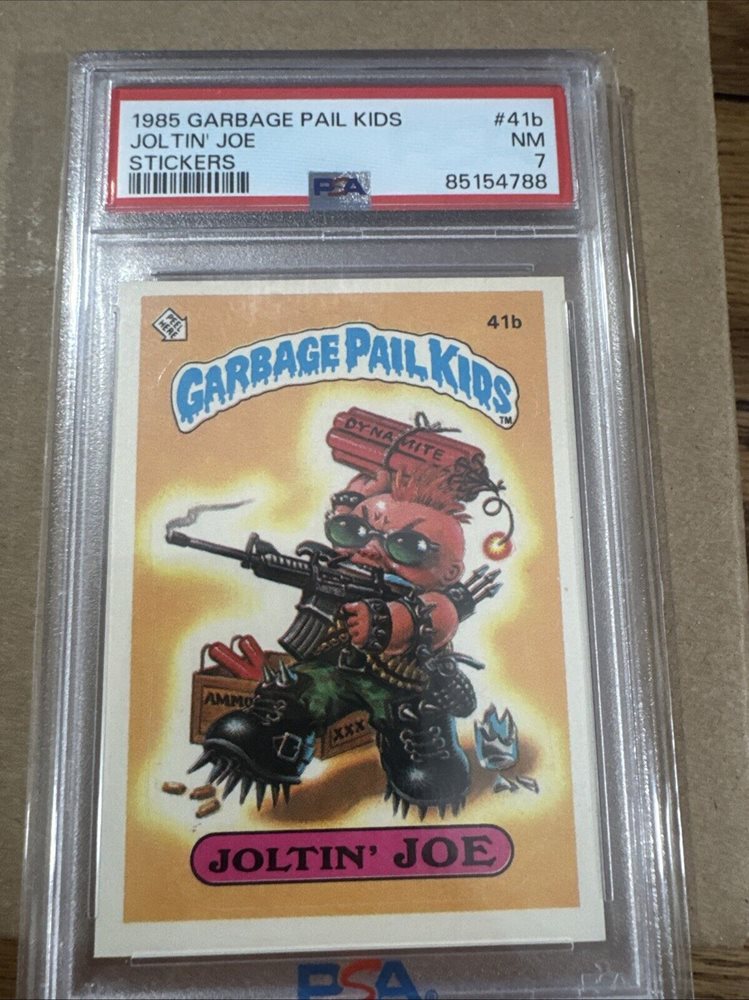 1985 GARBAGE PAIL KIDS #41b
JOLTIN' JOE NM
STICKERS 7
PSA 85154788
PEEL HERE
41b
GARBAGE PAIL KIDS
TM
DYNAMITE
AMMO
XXX
JOLTIN' JOE
PSA®